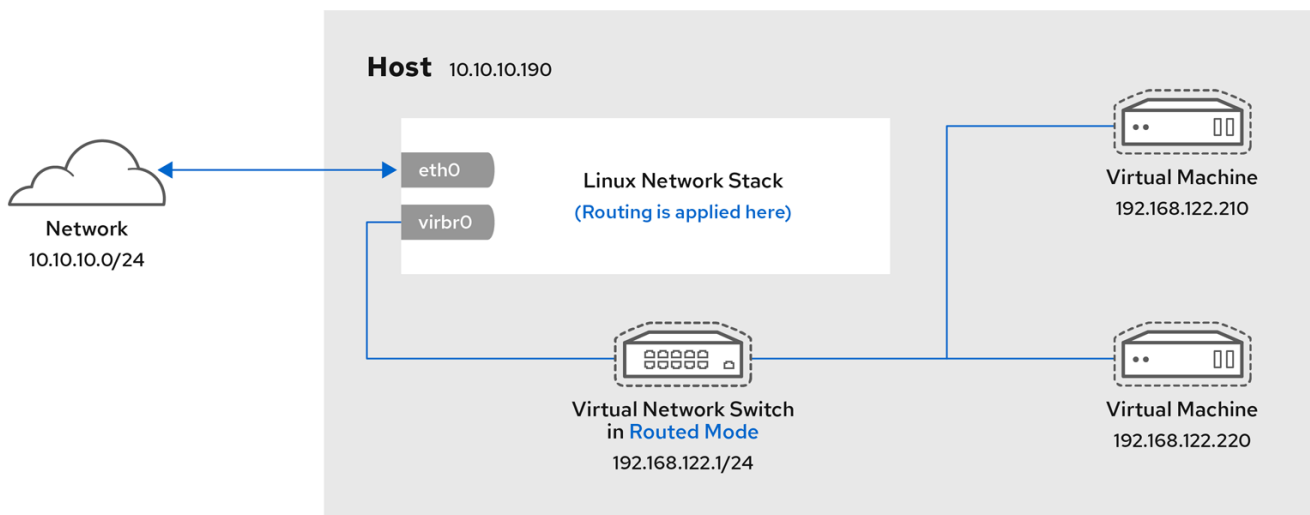 Host 10.10.10.190
eth0
virbr0
Linux Network Stack
(Routing is applied here)
Network
10.10.10.0/24
Virtual Machine
192.168.122.210
Virtual Network Switch
in Routed Mode
192.168.122.1/24
Virtual Machine
192.168.122.220